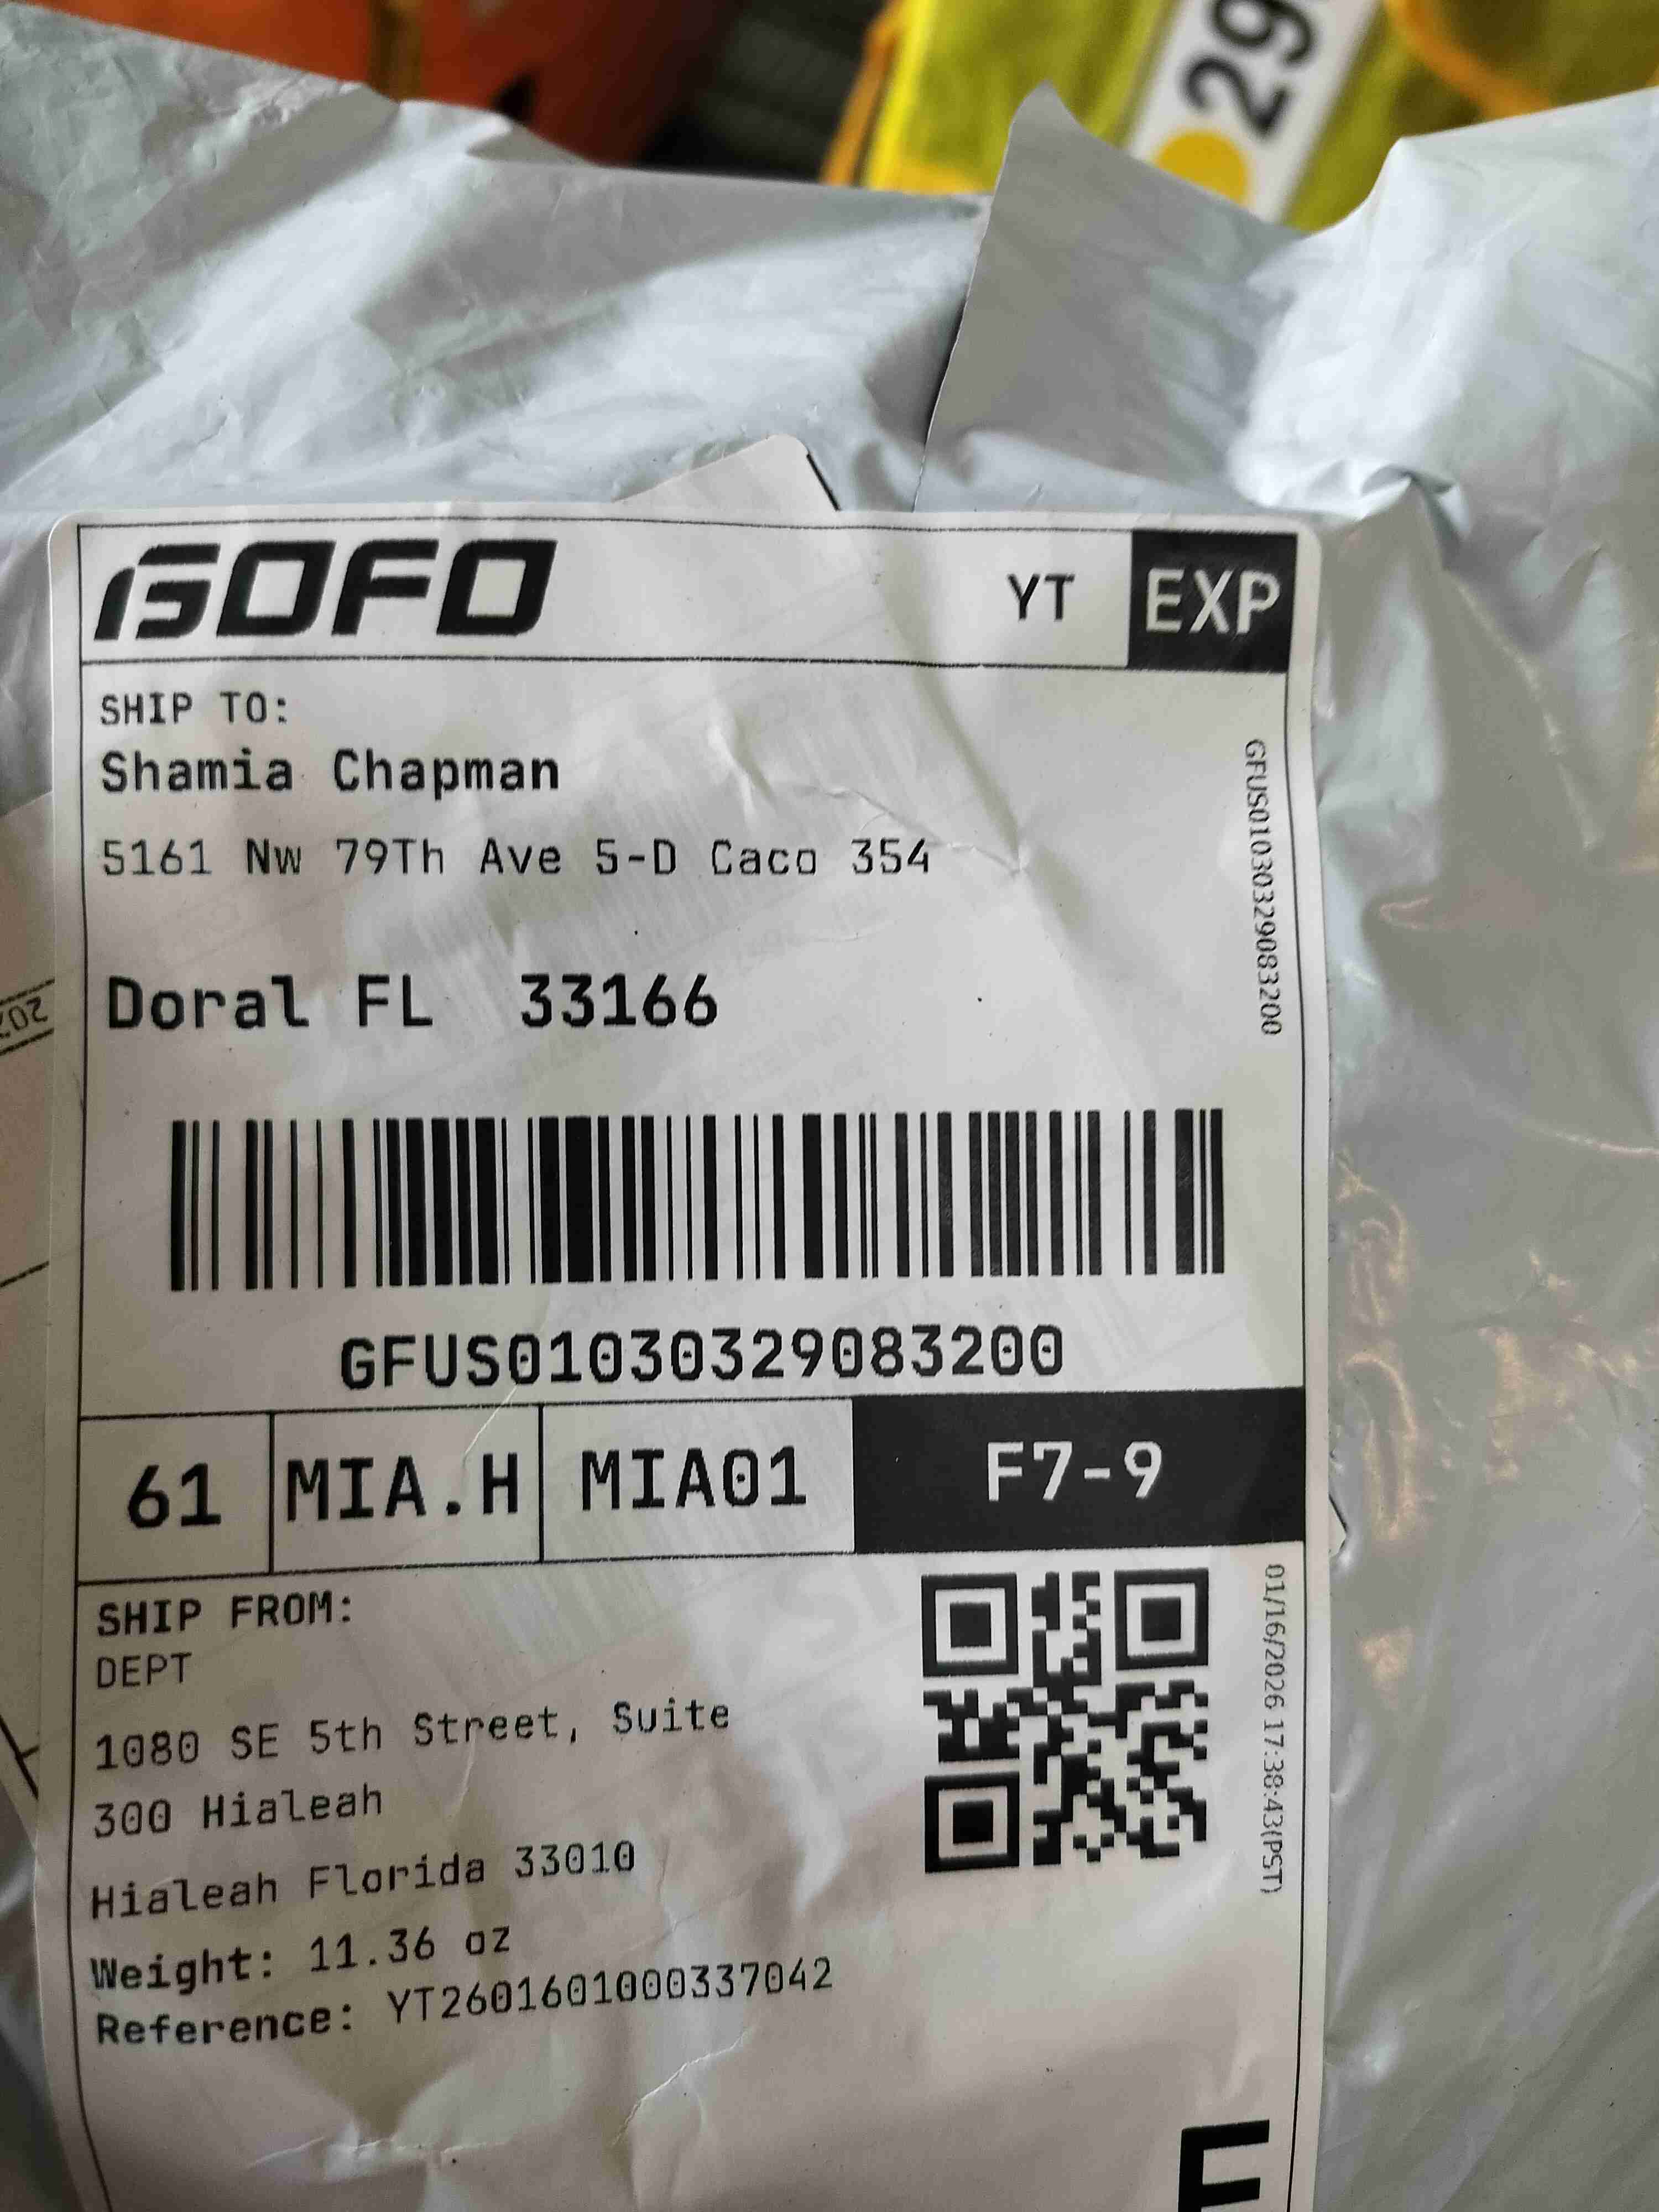 29
GOFO
YT EXP
SHIP TO:
Shamia Chapman
5161 Nw 79Th Ave 5-D Caco 354
Doral FL 33166
GFUS01030329083200
GFUS01030329083200
61 MIA.H MIA01 F7-9
SHIP FROM:
DEPT
1080 SE 5th Street, Suite
300 Hialeah
Hialeah Florida 33010
Weight: 11.36 oz
Reference: YT2601601000337042
01/16/2026 17:38:43(PST)